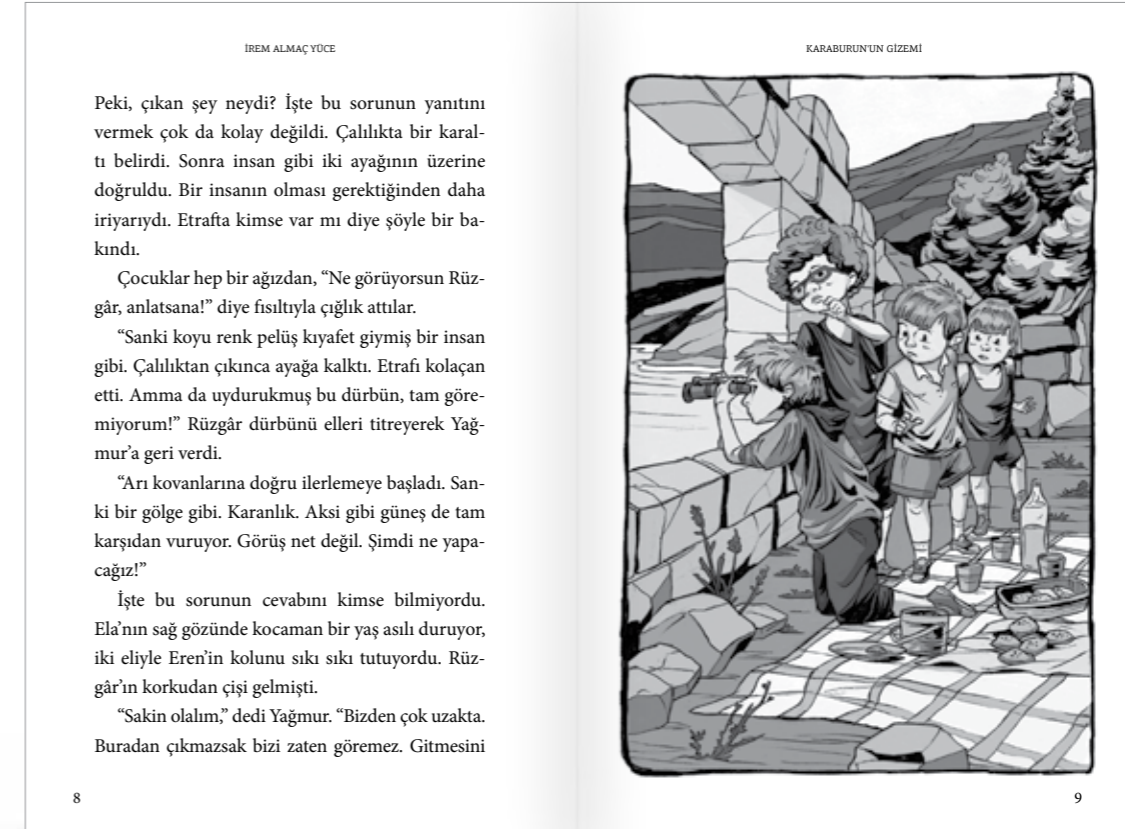 İREM ALMAÇ YÜCE
Peki, çıkan şey neydi? İşte bu sorunun yanıtını
vermek çok da kolay değildi. Çalılıkta bir karal-
tı belirdi. Sonra insan gibi iki ayağının üzerine
doğruldu. Bir insanın olması gerektiğinden daha
iriyarıydı. Etrafta kimse var mı diye şöyle bir ba-
kındı.
Çocuklar hep bir ağızdan, “Ne görüyorsun Rüz-
gâr, anlatsana!” diye fısıltıyla çığlık attılar.
“Sanki koyu renk pelüş kıyafet giymiş bir insan
gibi. Çalılıktan çıkınca ayağa kalktı. Etrafı kolaçan
etti. Amma da uydurukmuş bu dürbün, tam göre-
miyorum!” Rüzgâr dürbünü elleri titreyerek Yağ-
mur’a geri verdi.
“Arı kovanlarına doğru ilerlemeye başladı. San-
ki bir gölge gibi. Karanlık. Aksi gibi güneş de tam
karşıdan vuruyor. Görüş net değil. Şimdi ne yapa-
cağız!”
İşte bu sorunun cevabını kimse bilmiyordu.
Ela’nın sağ gözünde kocaman bir yaş asılı duruyor,
iki eliyle Eren’in kolunu sıkı sıkı tutuyordu. Rüz-
gâr’ın korkudan çişi gelmişti.
“Sakin olalım,” dedi Yağmur. “Bizden çok uzakta.
Buradan çıkmazsak bizi zaten göremez. Gitmesini
8
KARABURUN'UN GİZEMİ
9